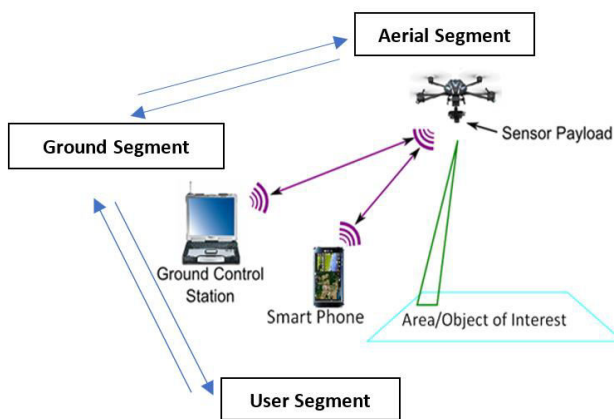 Aerial Segment
Sensor Payload
Ground Segment
Ground Control
Station
Smart Phone
Area/Object of Interest
User Segment